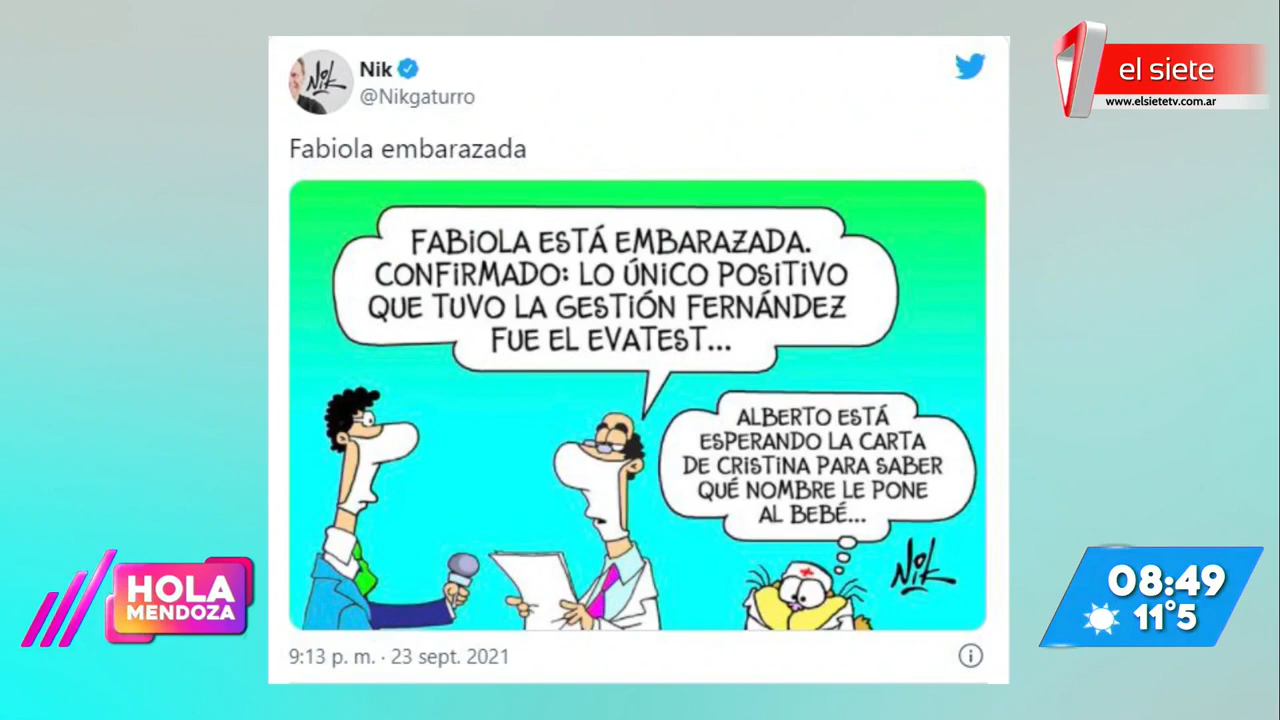 Nik
@Nikgaturro
Fabiola embarazada
FABIOLA ESTÁ EMBARAZADA.
CONFIRMADO: LO ÚNICO POSITIVO
QUE TUVO LA GESTIÓN FERNÁNDEZ
FUE EL EVATEST...
ALBERTO ESTÁ
ESPERANDO LA CARTA
DE CRISTINA PARA SABER
QUÉ NOMBRE LE PONE
AL BEBÉ...
NiK
9:13 p. m. · 23 sept. 2021
el siete
www.elsietetv.com.ar
HOLA
MENDOZA
08:49
11°5